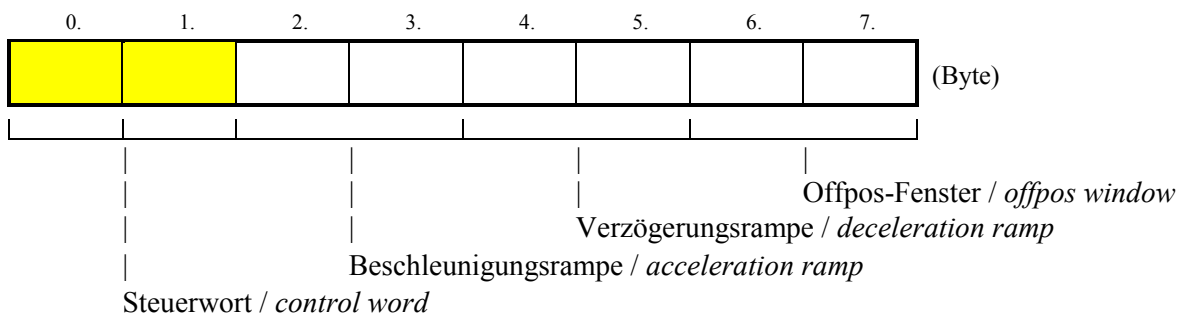 0. 1. 2. 3. 4. 5. 6. 7.
(Byte)
Offpos-Fenster / offpos window
Verzögerungsrampe / deceleration ramp
Beschleunigungsrampe / acceleration ramp
Steuerwort / control word